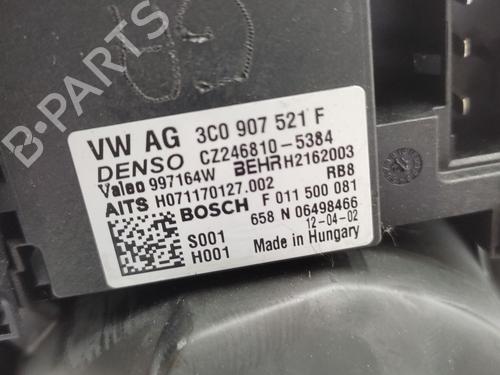 B-PARTS
VW AG 3C0 907 521 F
DENSO CZ246810-5384
Valeo 997164W BEHR H2162003
AITS H071170127.002 RB8
BOSCH F 011 500 081
658 N 06498466
S001 12-04-02
H001 Made in Hungary